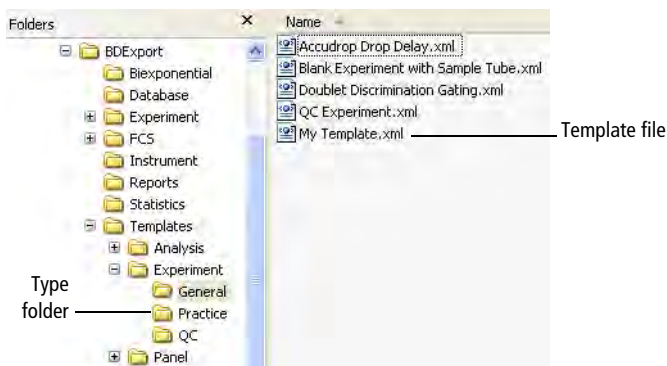 Folders
BDExport
Biexponential
Database
Experiment
FCS
Instrument
Reports
Statistics
Templates
Analysis
Experiment
General
Practice
QC
Panel
Type
folder
Name
Accudrop Drop Delay.xml
Blank Experiment with Sample Tube.xml
Doublet Discrimination Gating.xml
QC Experiment.xml
My Template.xml
Template file